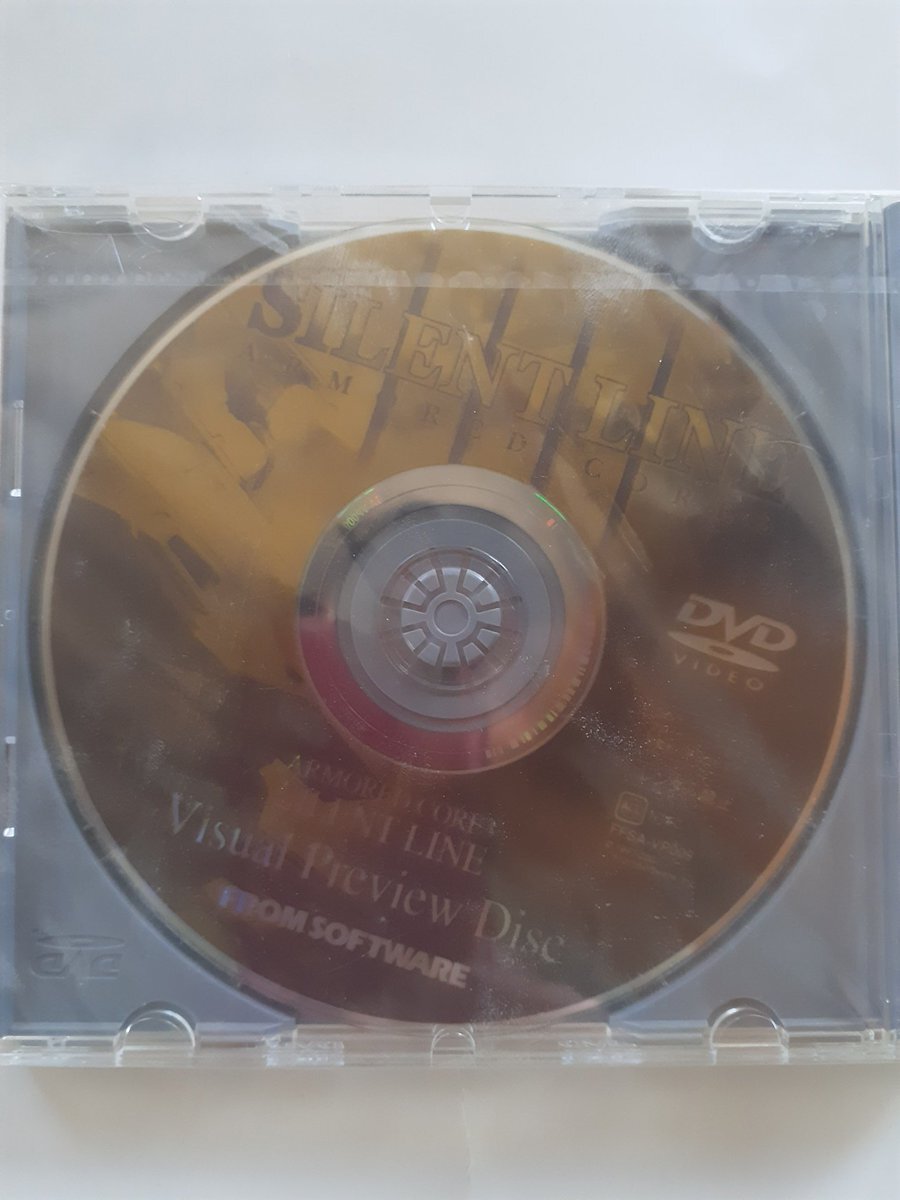 SILENT LINE
ARMORED CORE
DVD
VIDEO
ARMORED CORE
SILENT LINE
Visual Preview Disc
FROM SOFTWARE